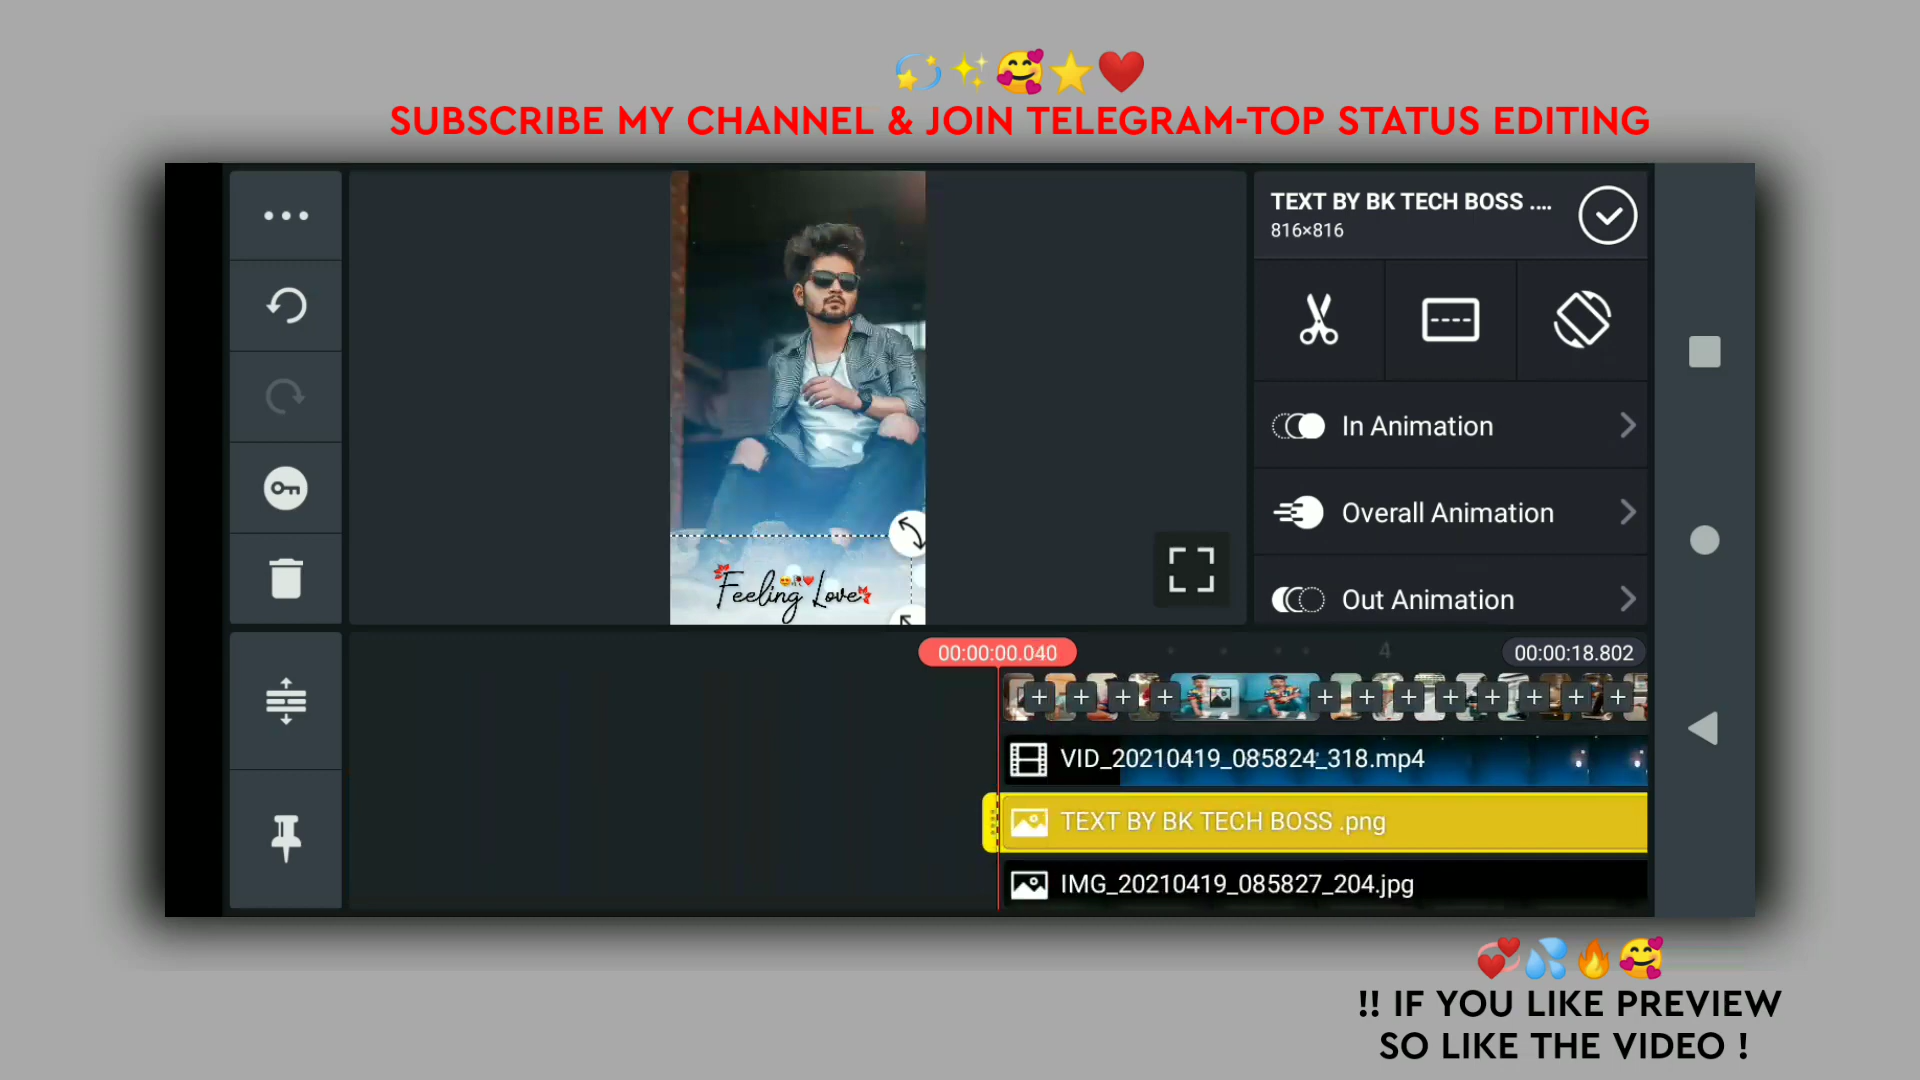 SUBSCRIBE MY CHANNEL & JOIN TELEGRAM-TOP STATUS EDITING
TEXT BY BK TECH BOSS ....
816×816
In Animation
Overall Animation
Out Animation
Feeling Love
00:00:00.040
4
00:00:18.802
VID_20210419_085824_318.mp4
TEXT BY BK TECH BOSS .png
IMG_20210419_085827_204.jpg
!! IF YOU LIKE PREVIEW
SO LIKE THE VIDEO !